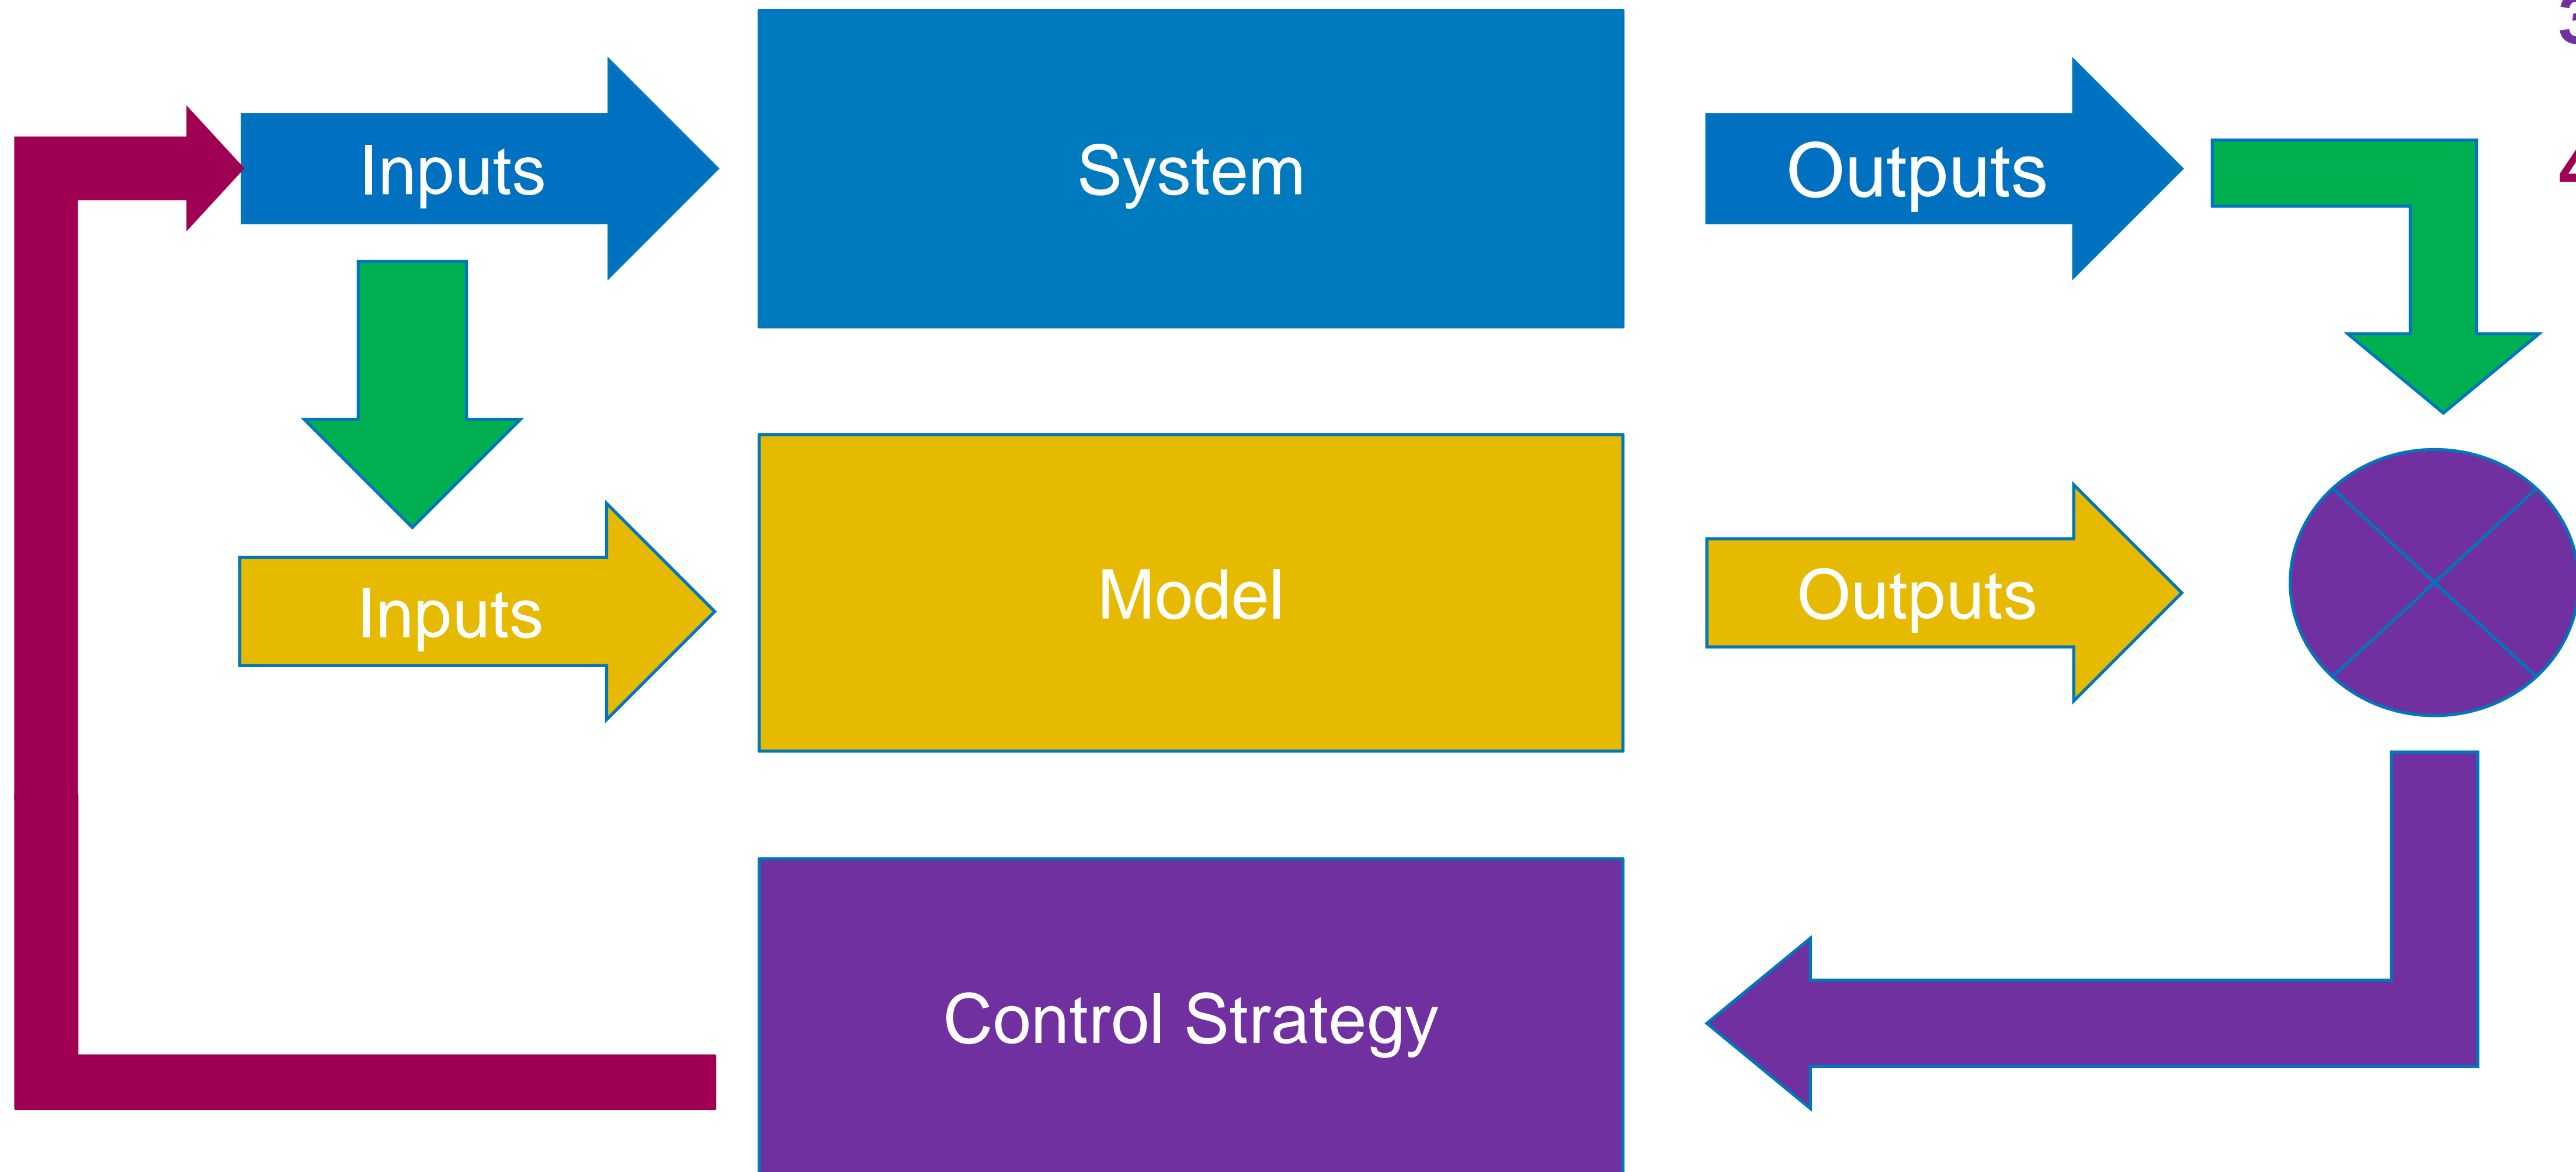 Inputs
System
Outputs
Inputs
Model
Outputs
Control Strategy